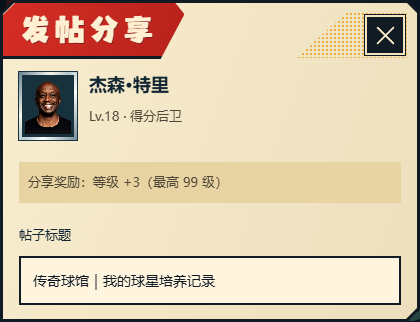 发帖分享
杰森•特里
Lv.18 · 得分后卫
分享奖励：等级 +3（最高 99 级）
帖子标题
传奇球馆 | 我的球星培养记录